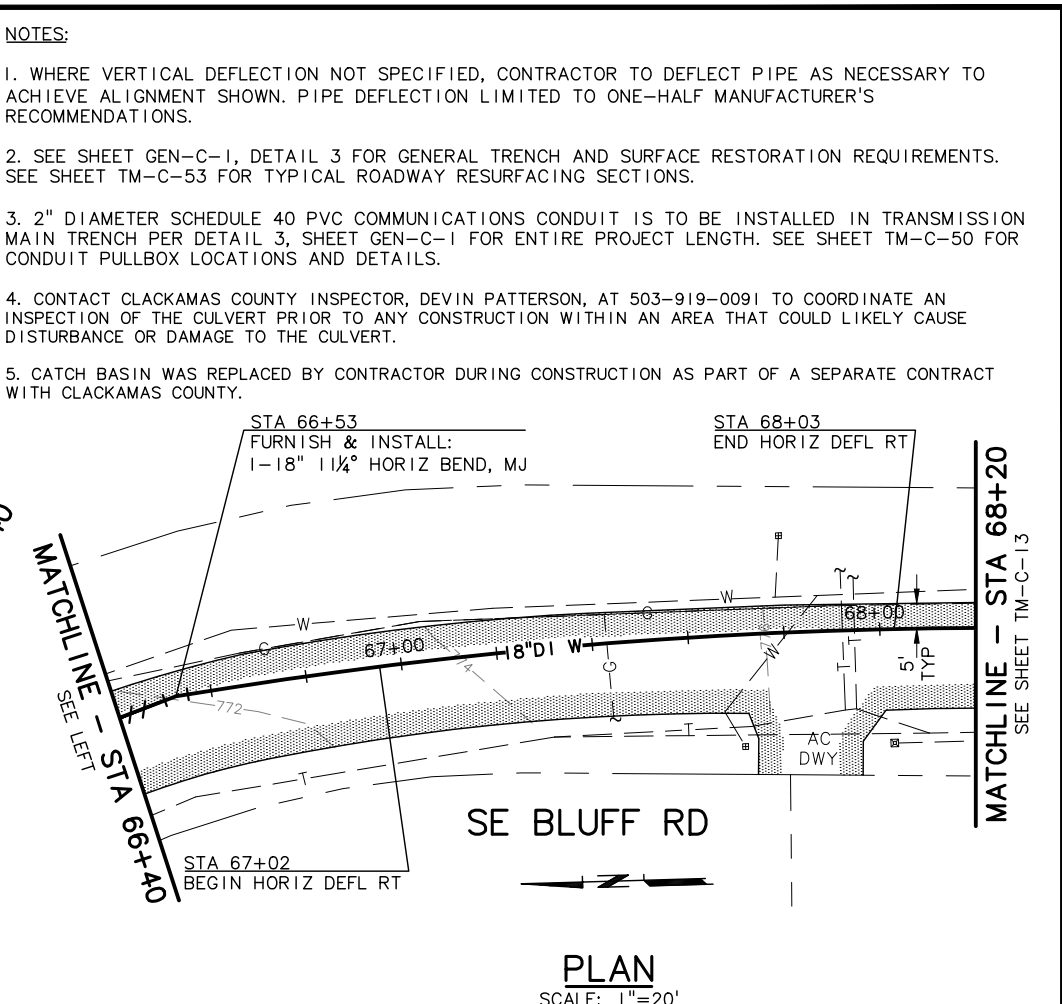 NOTES:
1. WHERE VERTICAL DEFLECTION NOT SPECIFIED, CONTRACTOR TO DEFLECT PIPE AS NECESSARY TO
ACHIEVE ALIGNMENT SHOWN. PIPE DEFLECTION LIMITED TO ONE-HALF MANUFACTURER'S
RECOMMENDATIONS.
2. SEE SHEET GEN-C-1, DETAIL 3 FOR GENERAL TRENCH AND SURFACE RESTORATION REQUIREMENTS.
SEE SHEET TM-C-53 FOR TYPICAL ROADWAY RESURFACING SECTIONS.
3. 2" DIAMETER SCHEDULE 40 PVC COMMUNICATIONS CONDUIT IS TO BE INSTALLED IN TRANSMISSION
MAIN TRENCH PER DETAIL 3, SHEET GEN-C-1 FOR ENTIRE PROJECT LENGTH. SEE SHEET TM-C-50 FOR
CONDUIT PULLBOX LOCATIONS AND DETAILS.
4. CONTACT CLACKAMAS COUNTY INSPECTOR, DEVIN PATTERSON, AT 503-919-0091 TO COORDINATE AN
INSPECTION OF THE CULVERT PRIOR TO ANY CONSTRUCTION WITHIN AN AREA THAT COULD LIKELY CAUSE
DISTURBANCE OR DAMAGE TO THE CULVERT.
5. CATCH BASIN WAS REPLACED BY CONTRACTOR DURING CONSTRUCTION AS PART OF A SEPARATE CONTRACT
WITH CLACKAMAS COUNTY.
STA 66+53
FURNISH & INSTALL:
1-18" 11¼° HORIZ BEND, MJ
STA 68+03
END HORIZ DEFL RT
MATCHLINE - STA 66+40
SEE LEFT
MATCHLINE - STA 68+20
SEE SHEET TM-C-13
W
W
G
G
67+00
68+00
18"DI W
774
772
G
W
T
T
5'
TYP
T
T
AC
DWY
SE BLUFF RD
STA 67+02
BEGIN HORIZ DEFL RT
N
PLAN
SCALE: 1"=20'